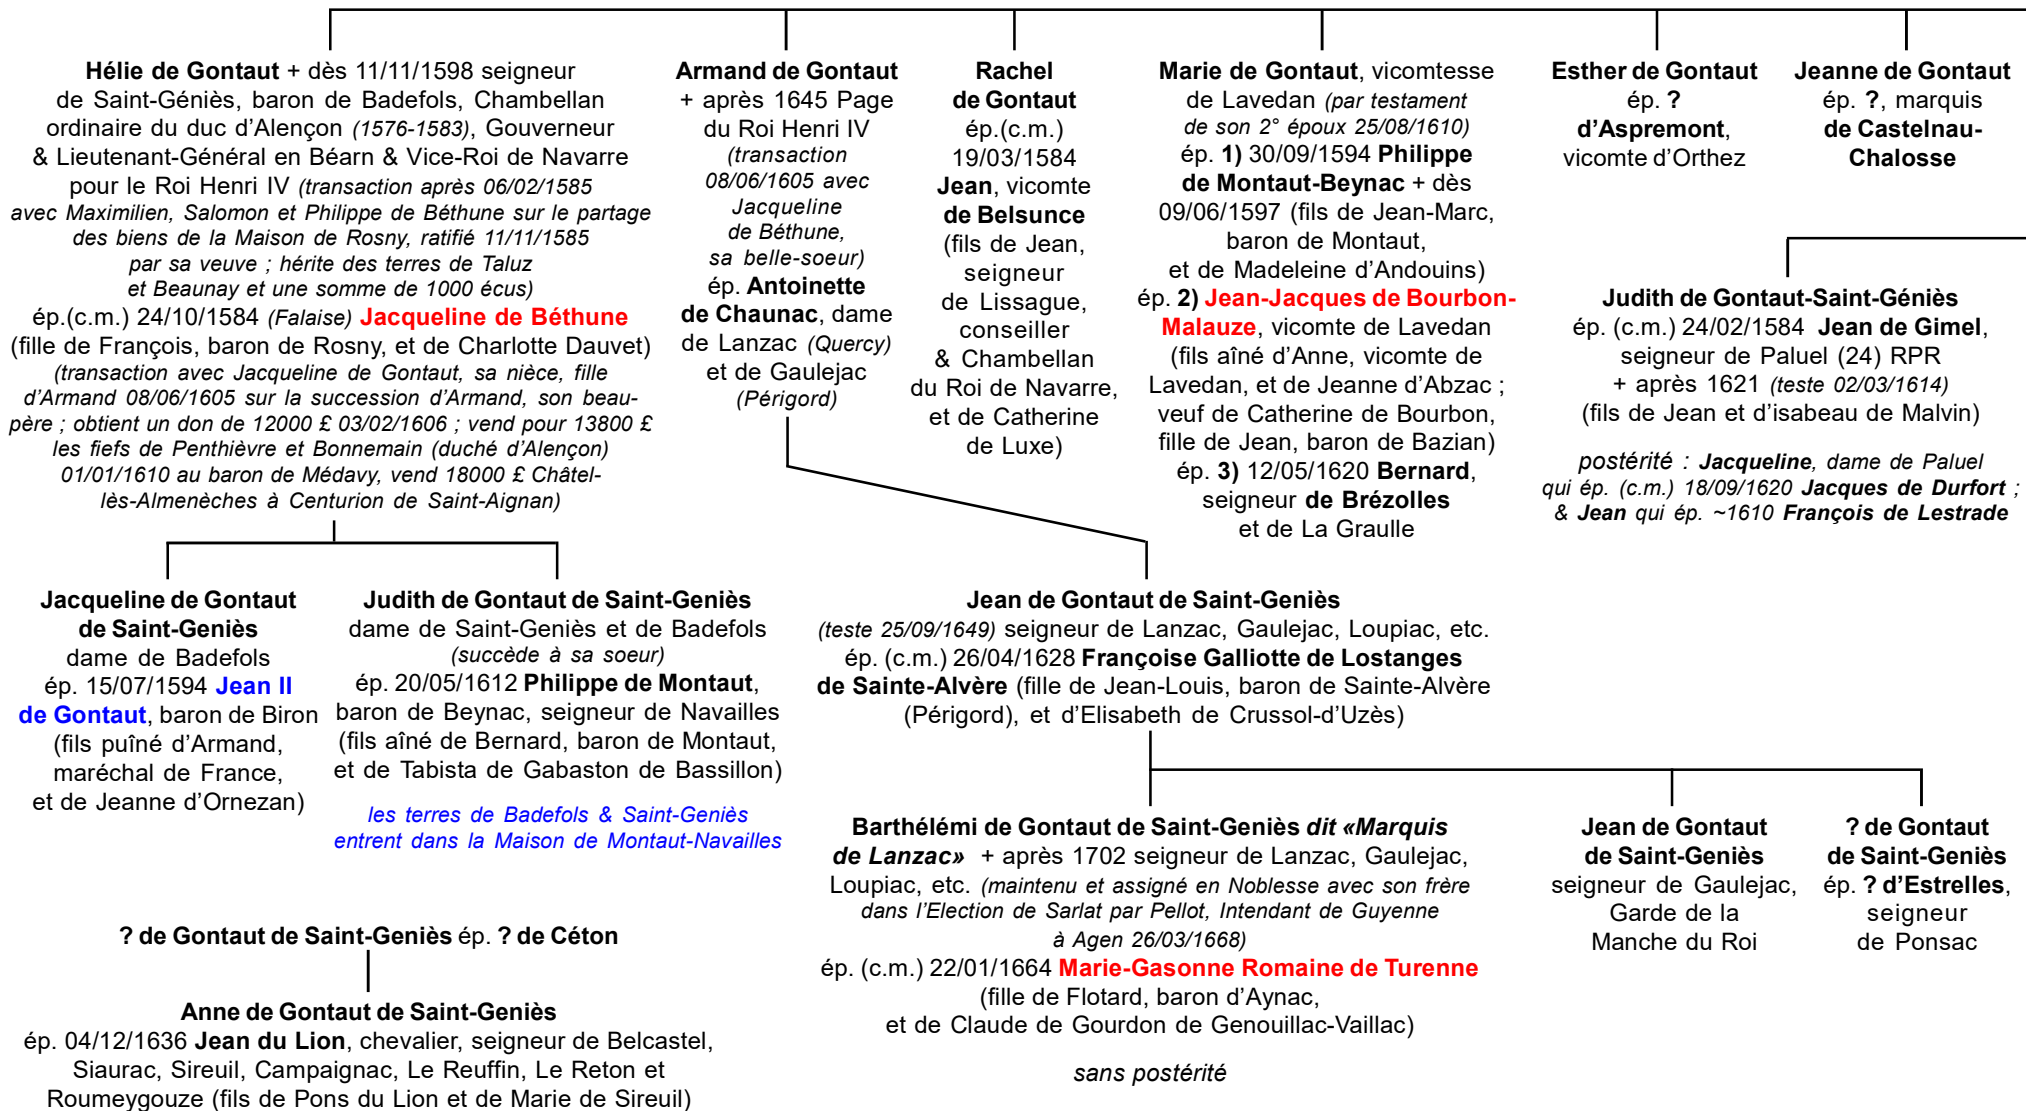 Hélie de Gontaut + dès 11/11/1598 seigneur
de Saint-Géniès, baron de Badefols, Chambellan
ordinaire du duc d'Alençon (1576-1583), Gouverneur
& Lieutenant-Général en Béarn & Vice-Roi de Navarre
pour le Roi Henri IV (transaction après 06/02/1585
avec Maximilien, Salomon et Philippe de Béthune sur le partage
des biens de la Maison de Rosny, ratifié 11/11/1585
par sa veuve ; hérite des terres de Taluz
et Beaunay et une somme de 1000 écus)
ép.(c.m.) 24/10/1584 (Falaise) Jacqueline de Béthune
(fille de François, baron de Rosny, et de Charlotte Dauvet)
(transaction avec Jacqueline de Gontaut, sa nièce, fille
d'Armand 08/06/1605 sur la succession d'Armand, son beau-
père ; obtient un don de 12000 £ 03/02/1606 ; vend pour 13800 £
les fiefs de Penthièvre et Bonnemain (duché d'Alençon)
01/01/1610 au baron de Médavy, vend 18000 £ Châtel-
lès-Almenèches à Centurion de Saint-Aignan)
Armand de Gontaut
+ après 1645 Page
du Roi Henri IV
(transaction
08/06/1605 avec
Jacqueline
de Béthune,
sa belle-soeur)
ép. Antoinette
de Chaunac, dame
de Lanzac (Quercy)
et de Gaulejac
(Périgord)
Rachel
de Gontaut
ép.(c.m.)
19/03/1584
Jean, vicomte
de Belsunce
(fils de Jean,
seigneur
de Lissague,
conseiller
& Chambellan
du Roi de Navarre,
et de Catherine
de Luxe)
Marie de Gontaut, vicomtesse
de Lavedan (par testament
de son 2° époux 25/08/1610)
ép. 1) 30/09/1594 Philippe
de Montaut-Beynac + dès
09/06/1597 (fils de Jean-Marc,
baron de Montaut,
et de Madeleine d'Andouins)
ép. 2) Jean-Jacques de Bourbon-
Malauze, vicomte de Lavedan
(fils aîné d'Anne, vicomte de
Lavedan, et de Jeanne d'Abzac ;
veuf de Catherine de Bourbon,
fille de Jean, baron de Bazian)
ép. 3) 12/05/1620 Bernard,
seigneur de Brézolles
et de La Graulle
Esther de Gontaut
ép. ?
d'Aspremont,
vicomte d'Orthez
Jeanne de Gontaut
ép. ?, marquis
de Castelnau-
Chalosse
Judith de Gontaut-Saint-Géniès
ép. (c.m.) 24/02/1584 Jean de Gimel,
seigneur de Paluel (24) RPR
+ après 1621 (teste 02/03/1614)
(fils de Jean et d'isabeau de Malvin)
postérité : Jacqueline, dame de Paluel
qui ép. (c.m.) 18/09/1620 Jacques de Durfort ;
& Jean qui ép. ~1610 François de Lestrade
Jacqueline de Gontaut
de Saint-Geniès
dame de Badefols
ép. 15/07/1594 Jean II
de Gontaut, baron de Biron
(fils puîné d'Armand,
maréchal de France,
et de Jeanne d'Ornezan)
Judith de Gontaut de Saint-Geniès
dame de Saint-Geniès et de Badefols
(succède à sa soeur)
ép. 20/05/1612 Philippe de Montaut,
baron de Beynac, seigneur de Navailles
(fils aîné de Bernard, baron de Montaut,
et de Tabista de Gabaston de Bassillon)
les terres de Badefols & Saint-Geniès
entrent dans la Maison de Montaut-Navailles
Jean de Gontaut de Saint-Geniès
(teste 25/09/1649) seigneur de Lanzac, Gaulejac, Loupiac, etc.
ép. (c.m.) 26/04/1628 Françoise Galliotte de Lostanges
de Sainte-Alvère (fille de Jean-Louis, baron de Sainte-Alvère
(Périgord), et d'Elisabeth de Crussol-d'Uzès)
Barthélémi de Gontaut de Saint-Geniès dit «Marquis
de Lanzac» + après 1702 seigneur de Lanzac, Gaulejac,
Loupiac, etc. (maintenu et assigné en Noblesse avec son frère
dans l'Election de Sarlat par Pellot, Intendant de Guyenne
à Agen 26/03/1668)
ép. (c.m.) 22/01/1664 Marie-Gasonne Romaine de Turenne
(fille de Flotard, baron d'Aynac,
et de Claude de Gourdon de Genouillac-Vaillac)
sans postérité
Jean de Gontaut
de Saint-Geniès
seigneur de Gaulejac,
Garde de la
Manche du Roi
? de Gontaut
de Saint-Geniès
ép. ? d'Estrelles,
seigneur
de Ponsac
? de Gontaut de Saint-Geniès ép. ? de Céton
Anne de Gontaut de Saint-Geniès
ép. 04/12/1636 Jean du Lion, chevalier, seigneur de Belcastel,
Siaurac, Sireuil, Campaignac, Le Reuffin, Le Reton et
Roumeygouze (fils de Pons du Lion et de Marie de Sireuil)